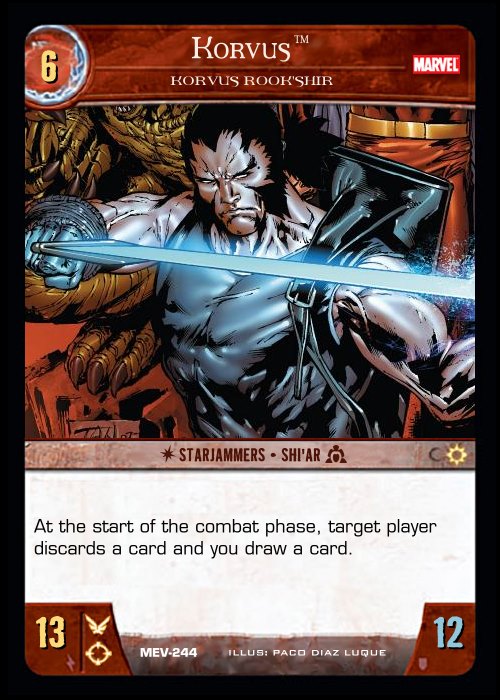 6
Korvus™
KORVUS ROOK'SHIR
MARVEL
STARJAMMERS • SHI'AR
C
At the start of the combat phase, target player
discards a card and you draw a card.
13
12
MEV-244 ILLUS: PACO DIAZ LUQUE